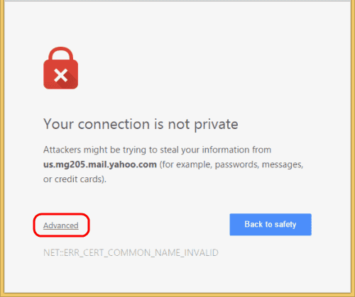 Your connection is not private
Attackers might be trying to steal your information from
us.mg205.mail.yahoo.com (for example, passwords, messages,
or credit cards).
Advanced
Back to safety
NET::ERR_CERT_COMMON_NAME_INVALID